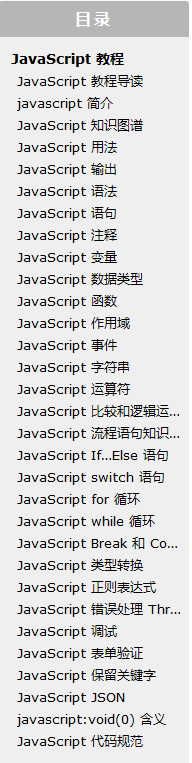 目录
JavaScript 教程
JavaScript 教程导读
javascript 简介
JavaScript 知识图谱
JavaScript 用法
JavaScript 输出
JavaScript 语法
JavaScript 语句
JavaScript 注释
JavaScript 变量
JavaScript 数据类型
JavaScript 函数
JavaScript 作用域
JavaScript 事件
JavaScript 字符串
JavaScript 运算符
JavaScript 比较和逻辑运...
JavaScript 流程语句知识...
JavaScript If...Else 语句
JavaScript switch 语句
JavaScript for 循环
JavaScript while 循环
JavaScript Break 和 Co...
JavaScript 类型转换
JavaScript 正则表达式
JavaScript 错误处理 Thr...
JavaScript 调试
JavaScript 表单验证
JavaScript 保留关键字
JavaScript JSON
javascript:void(0) 含义
JavaScript 代码规范